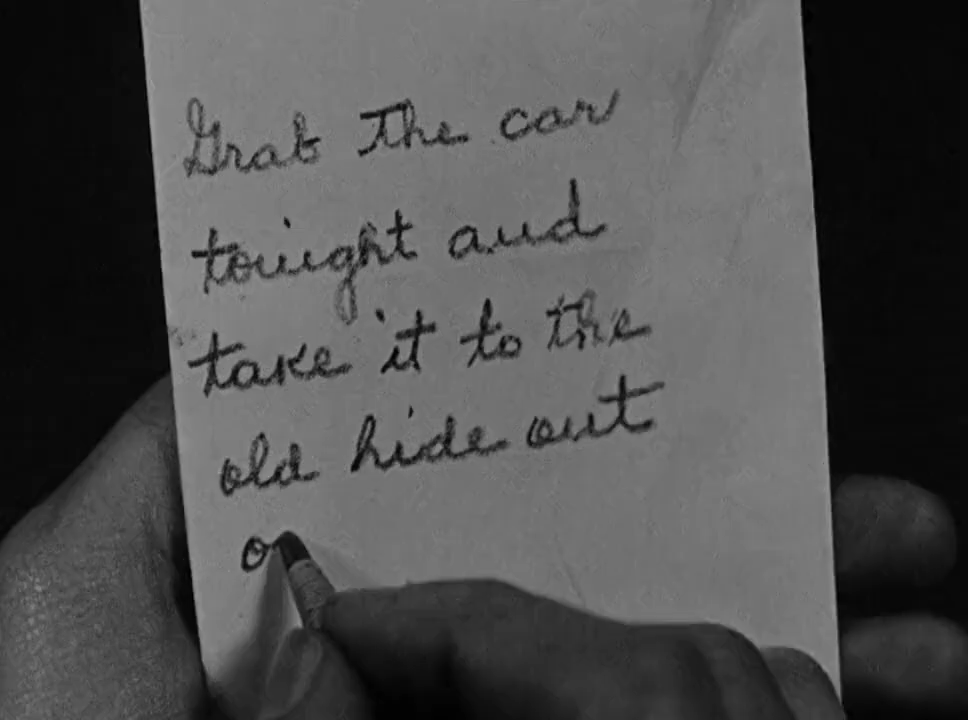 Grab the car
tonight and
take it to the
old hide out
o